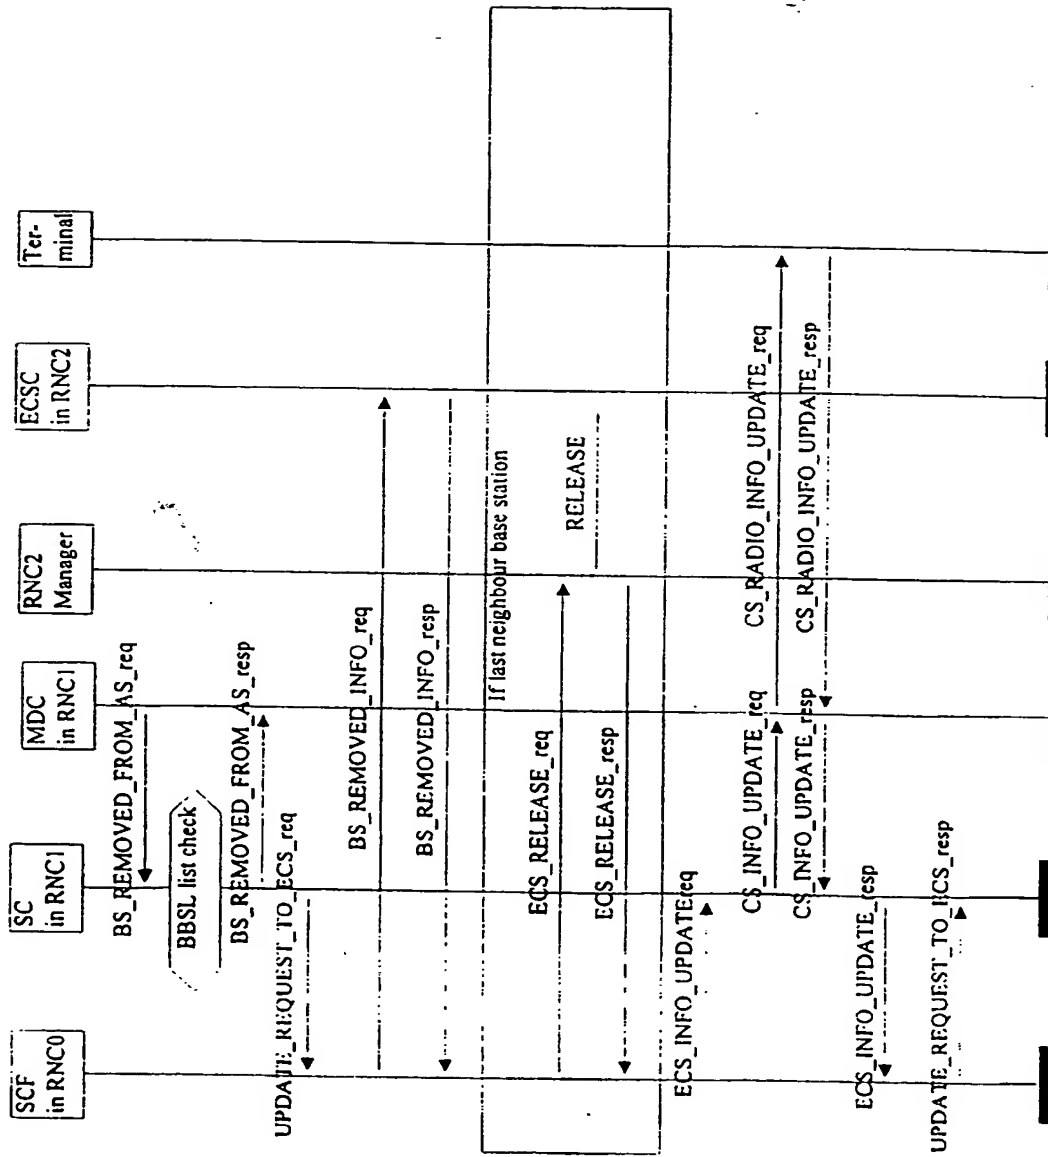 SCF
in RNC0
SC
in RNC1
MDC
in RNC1
RNC2
Manager
ECSC
in RNC2
Ter-
minal
BS_REMOVED_FROM_AS_req
BBSL list check
BS_REMOVED_FROM_AS_resp
UPDATE_REQUEST_TO_ECS_req
BS_REMOVED_INFO_req
BS_REMOVED_INFO_resp
If last neighbour base station
ECS_RELEASE_req
RELEASE
ECS_RELEASE_resp
ECS_INFO_UPDATEreq
CS_INFO_UPDATE_req
CS_RADIO_INFO_UPDATE_req
CS_RADIO_INFO_UPDATE_resp
CS_INFO_UPDATE_resp
ECS_INFO_UPDATE_resp
UPDATE_REQUEST_TO_ECS_resp